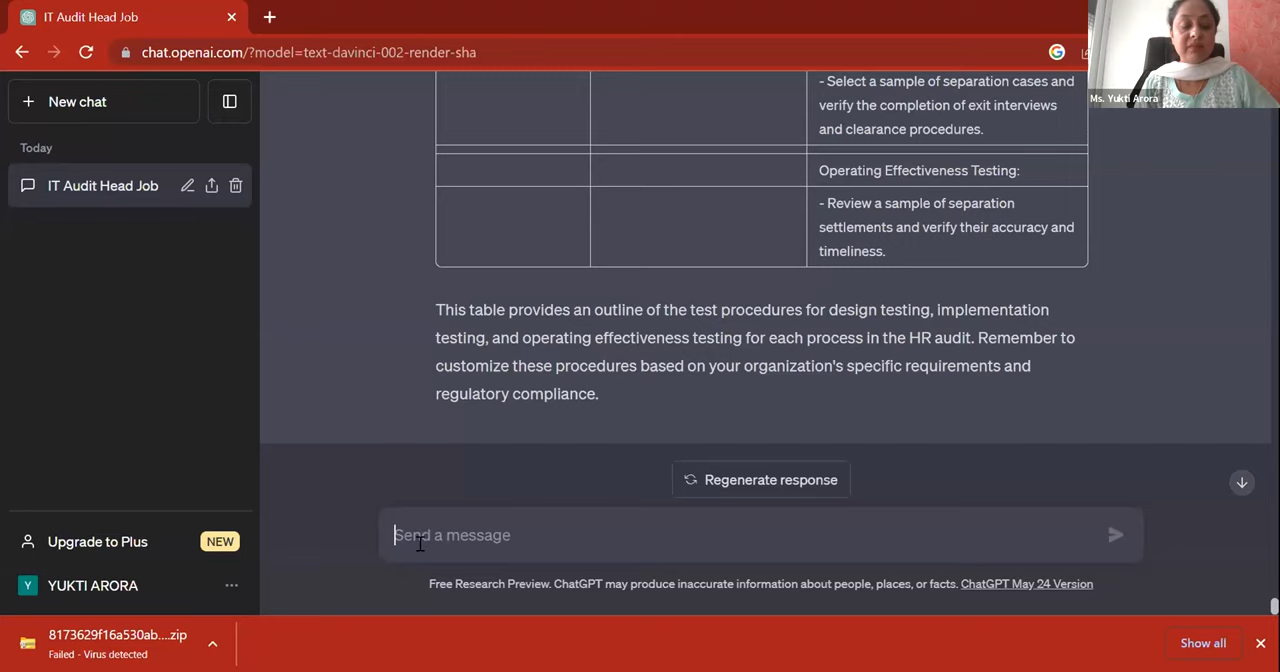 IT Audit Head Job
chat.openai.com/?model=text-davinci-002-render-sha
G
Ms. Yukti Arora
New chat
Today
IT Audit Head Job
- Select a sample of separation cases and
verify the completion of exit interviews
and clearance procedures.
Operating Effectiveness Testing:
- Review a sample of separation
settlements and verify their accuracy and
timeliness.
This table provides an outline of the test procedures for design testing, implementation
testing, and operating effectiveness testing for each process in the HR audit. Remember to
customize these procedures based on your organization's specific requirements and
regulatory compliance.
Regenerate response
Send a message
Free Research Preview. ChatGPT may produce inaccurate information about people, places, or facts. ChatGPT May 24 Version
Upgrade to Plus NEW
Y YUKTI ARORA
8173629f16a530ab....zip
Failed - Virus detected
Show all